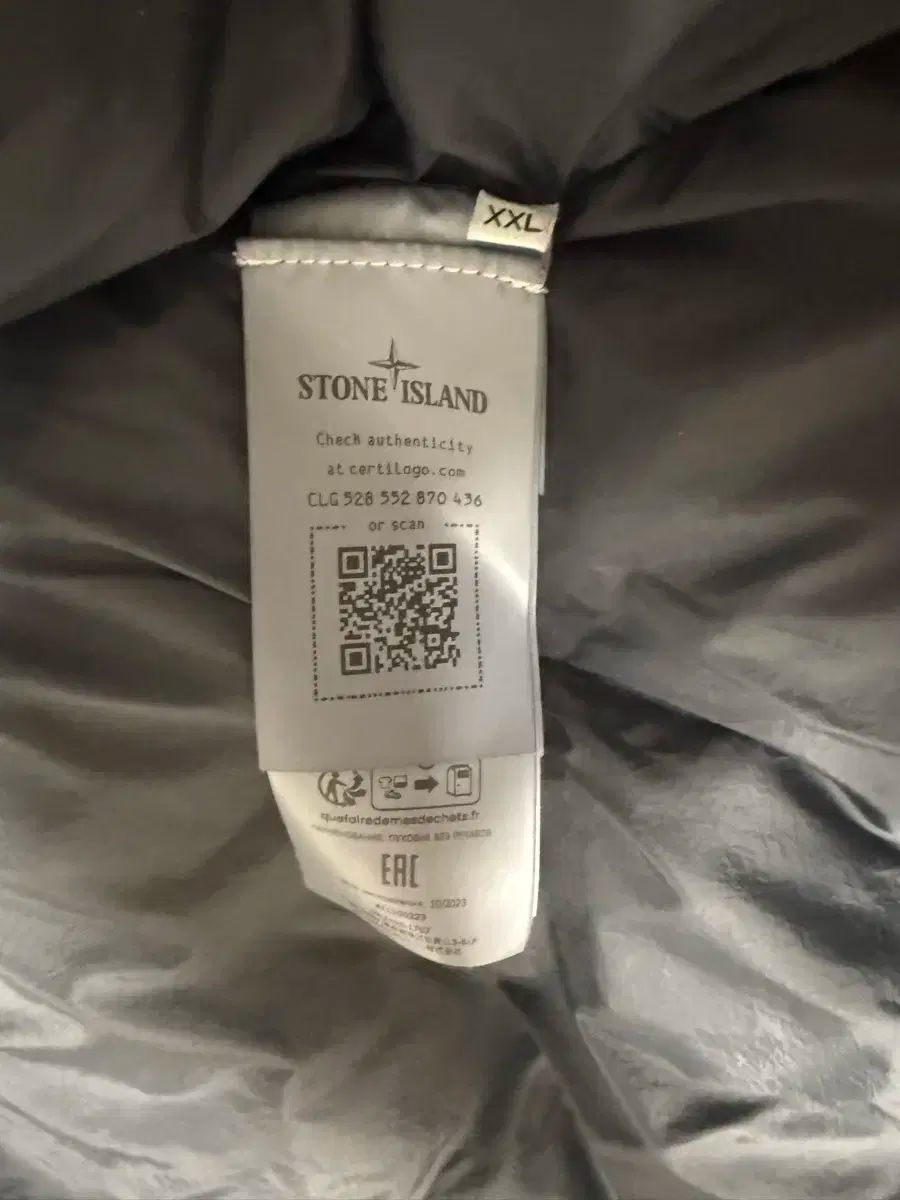 XXL
STONE ISLAND
Check authenticity
at certilogo.com
CLG 528 552 870 436
or scan
quefairedemesdechets.fr
EAC
10/2023